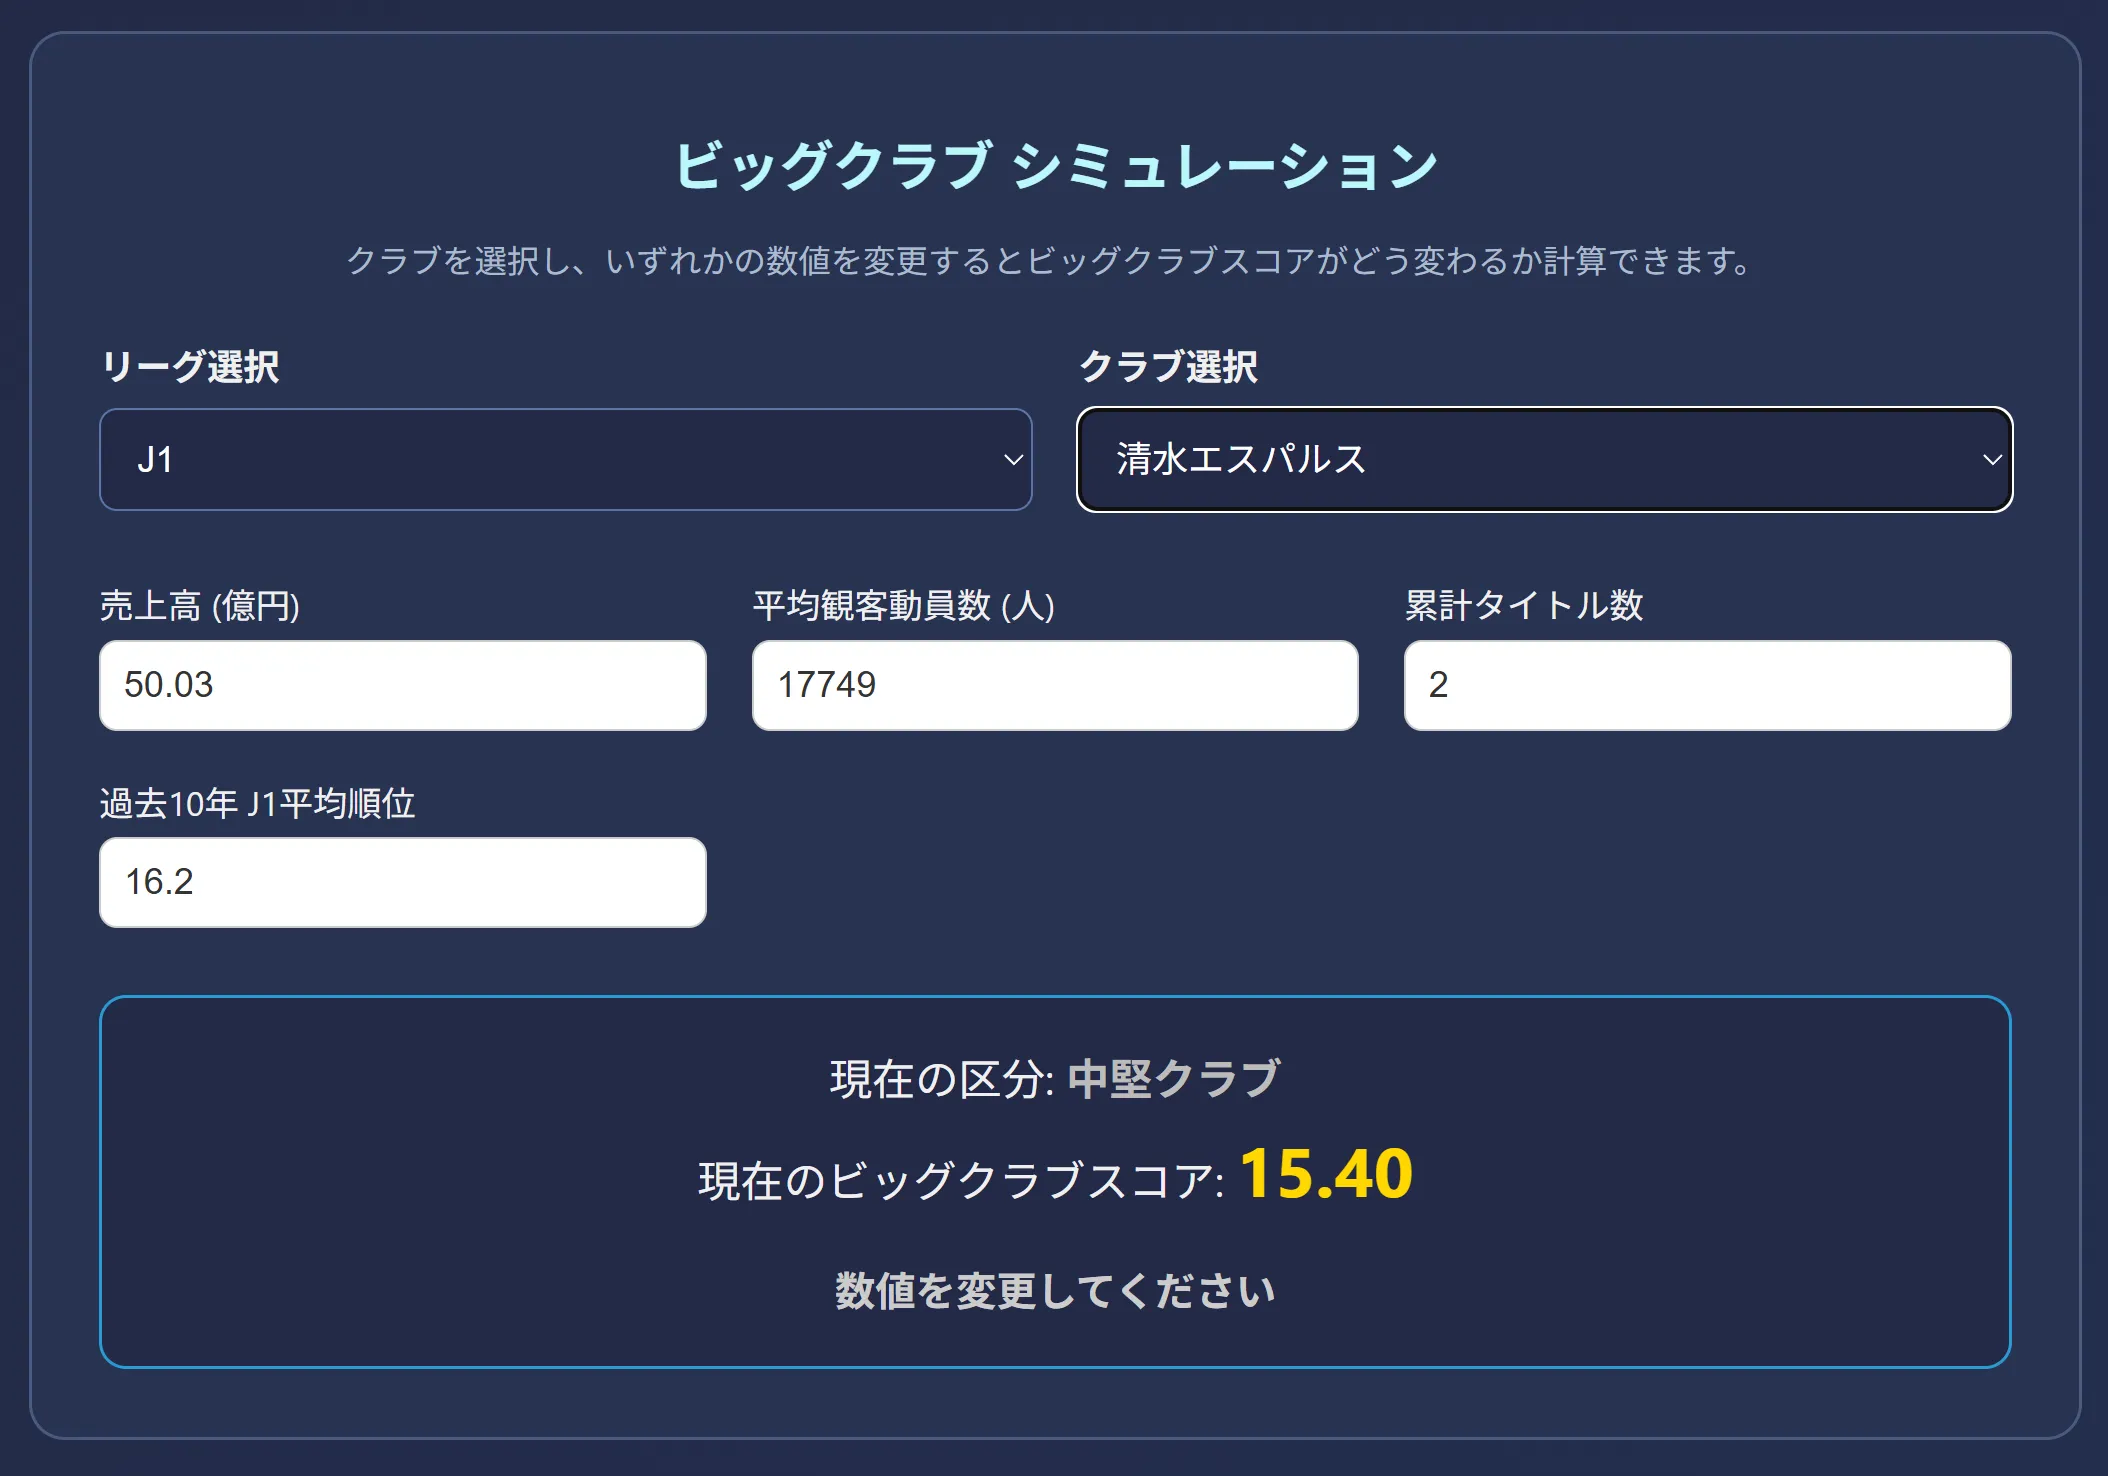 ビッグクラブ シミュレーション
クラブを選択し、いずれかの数値を変更するとビッグクラブスコアがどう変わるか計算できます。
リーグ選択
クラブ選択
J1
清水エスパルス
売上高 (億円)
平均観客動員数 (人)
累計タイトル数
50.03
17749
2
過去10年 J1平均順位
16.2
現在の区分: 中堅クラブ
現在のビッグクラブスコア: 15.40
数値を変更してください